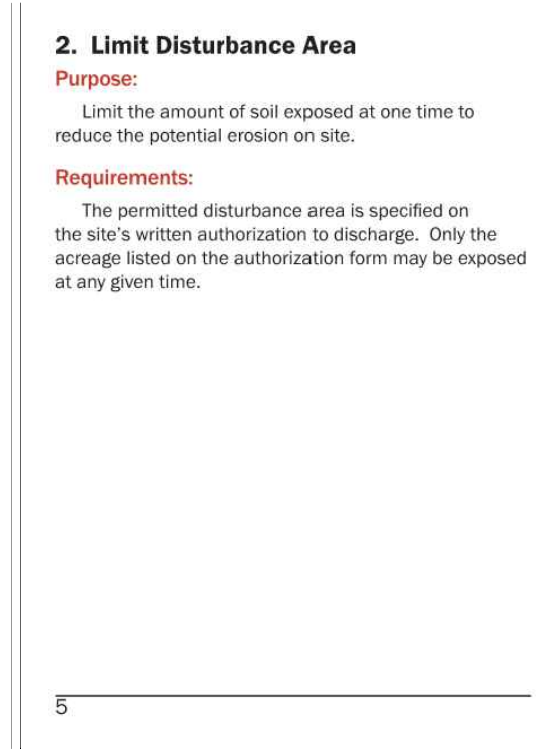 2. Limit Disturbance Area
Purpose:
Limit the amount of soil exposed at one time to
reduce the potential erosion on site.
Requirements:
The permitted disturbance area is specified on
the site's written authorization to discharge.  Only the
acreage listed on the authorization form may be exposed
at any given time.
5